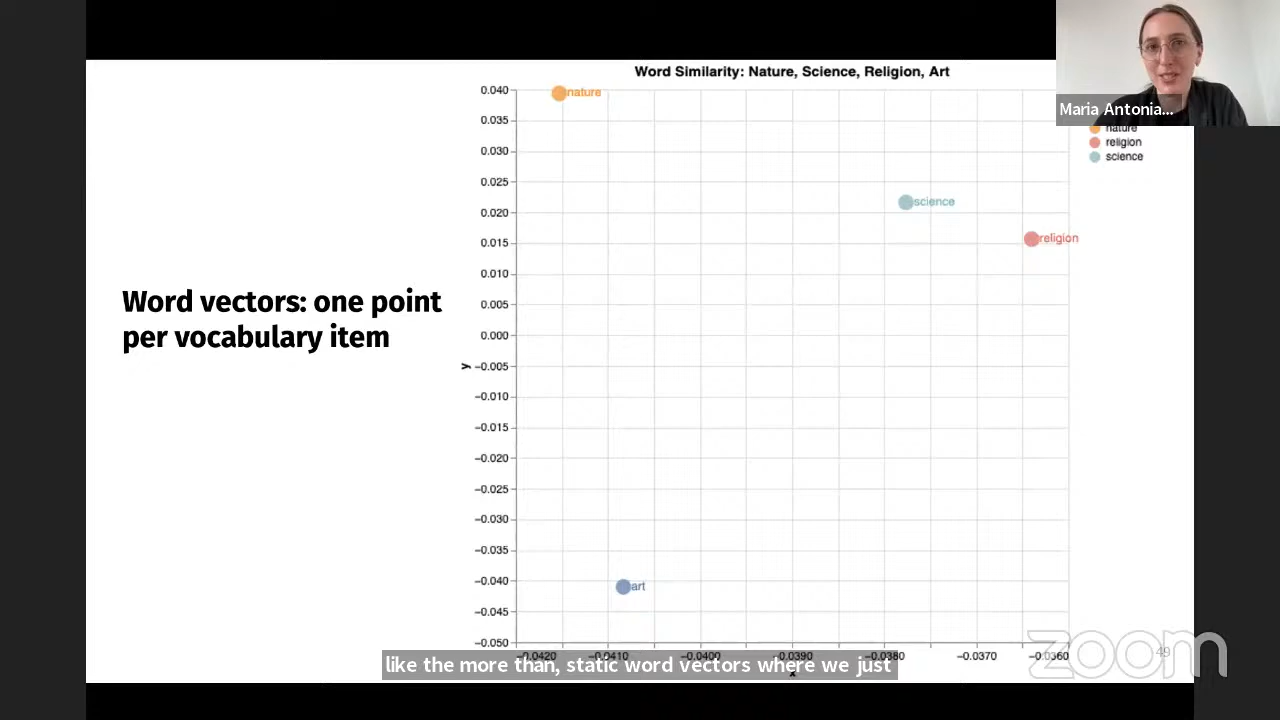 Word Similarity: Nature, Science, Religion, Art
Maria Antonia...
nature
religion
science
0.040
0.035
0.030
0.025
0.020
0.015
0.010
0.005
0.000
−0.005
−0.010
−0.015
−0.020
−0.025
−0.030
−0.035
−0.040
−0.045
−0.050
y
nature
science
religion
art
Word vectors: one point
per vocabulary item
−0.0420 −0.0410 −0.0400 −0.0390 −0.0380 −0.0370 −0.0360
x
like the more than, static word vectors where we just
zoom
49